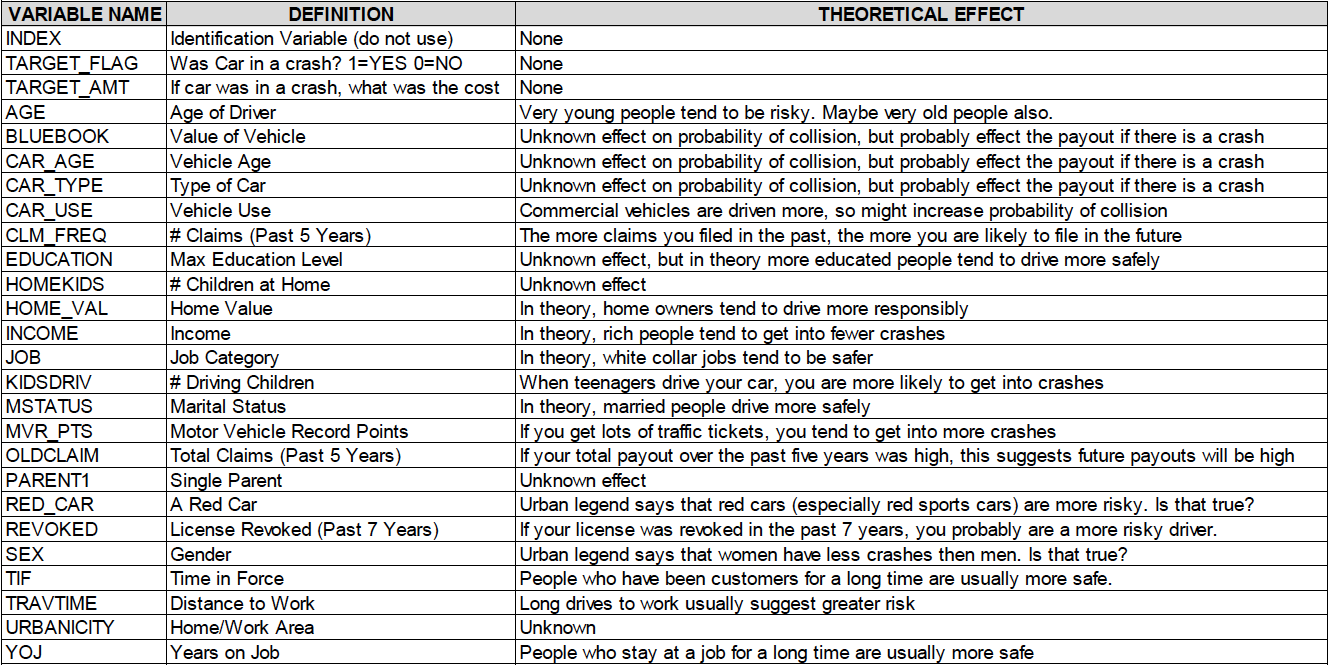 VARIABLE NAME DEFINITION THEORETICAL EFFECT
INDEX Identification Variable (do not use) None
TARGET_FLAG Was Car in a crash? 1=YES 0=NO None
TARGET_AMT If car was in a crash, what was the cost None
AGE Age of Driver Very young people tend to be risky. Maybe very old people also.
BLUEBOOK Value of Vehicle Unknown effect on probability of collision, but probably effect the payout if there is a crash
CAR_AGE Vehicle Age Unknown effect on probability of collision, but probably effect the payout if there is a crash
CAR_TYPE Type of Car Unknown effect on probability of collision, but probably effect the payout if there is a crash
CAR_USE Vehicle Use Commercial vehicles are driven more, so might increase probability of collision
CLM_FREQ # Claims (Past 5 Years) The more claims you filed in the past, the more you are likely to file in the future
EDUCATION Max Education Level Unknown effect, but in theory more educated people tend to drive more safely
HOMEKIDS # Children at Home Unknown effect
HOME_VAL Home Value In theory, home owners tend to drive more responsibly
INCOME Income In theory, rich people tend to get into fewer crashes
JOB Job Category In theory, white collar jobs tend to be safer
KIDSDRIV # Driving Children When teenagers drive your car, you are more likely to get into crashes
MSTATUS Marital Status In theory, married people drive more safely
MVR_PTS Motor Vehicle Record Points If you get lots of traffic tickets, you tend to get into more crashes
OLDCLAIM Total Claims (Past 5 Years) If your total payout over the past five years was high, this suggests future payouts will be high
PARENT1 Single Parent Unknown effect
RED_CAR A Red Car Urban legend says that red cars (especially red sports cars) are more risky. Is that true?
REVOKED License Revoked (Past 7 Years) If your license was revoked in the past 7 years, you probably are a more risky driver.
SEX Gender Urban legend says that women have less crashes then men. Is that true?
TIF Time in Force People who have been customers for a long time are usually more safe.
TRAVTIME Distance to Work Long drives to work usually suggest greater risk
URBANICITY Home/Work Area Unknown
YOJ Years on Job People who stay at a job for a long time are usually more safe